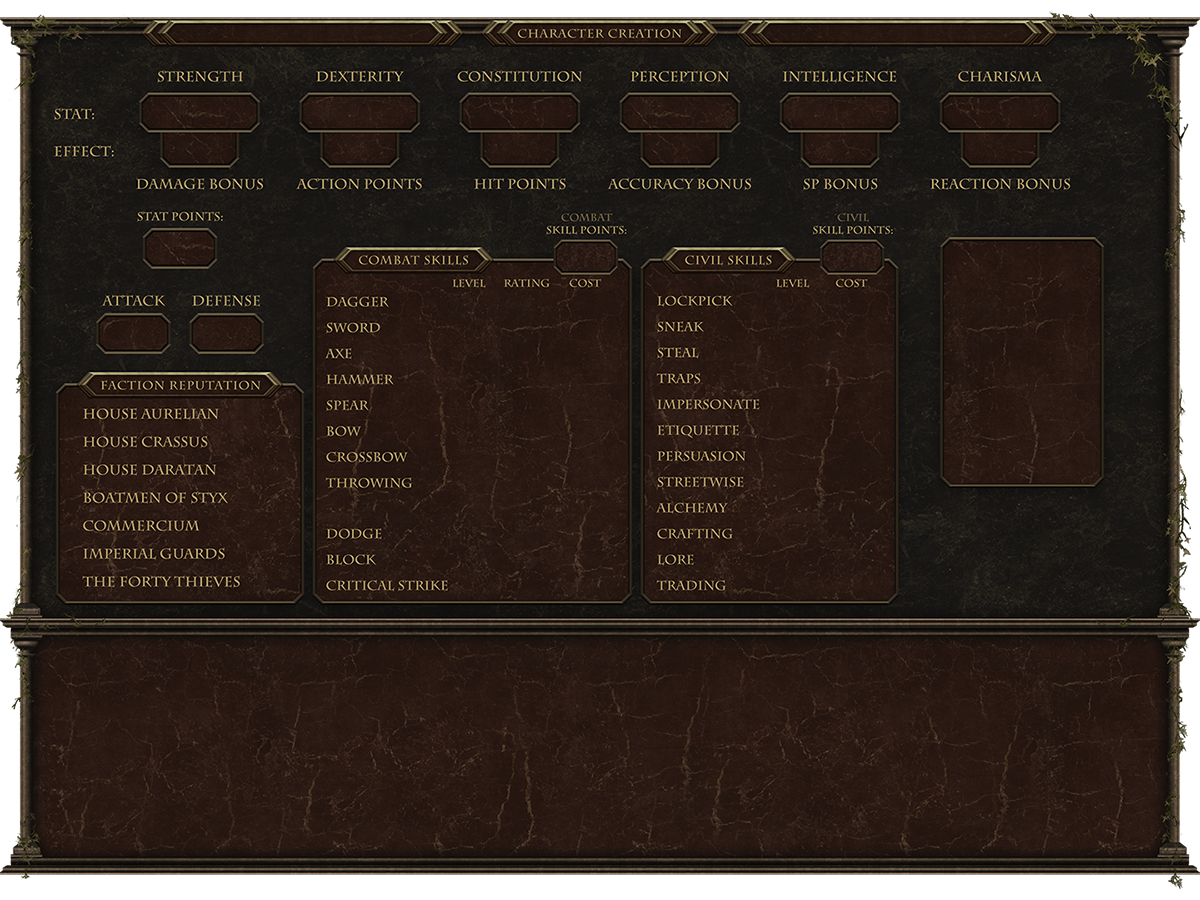 CHARACTER CREATION
STRENGTH DEXTERITY CONSTITUTION PERCEPTION INTELLIGENCE CHARISMA
STAT:
EFFECT:
DAMAGE BONUS ACTION POINTS HIT POINTS ACCURACY BONUS SP BONUS REACTION BONUS
STAT POINTS:
ATTACK DEFENSE
FACTION REPUTATION
HOUSE AURELIAN
HOUSE CRASSUS
HOUSE DARATAN
BOATMEN OF STYX
COMMERCIUM
IMPERIAL GUARDS
THE FORTY THIEVES
COMBAT
SKILL POINTS:
COMBAT SKILLS
LEVEL RATING COST
DAGGER
SWORD
AXE
HAMMER
SPEAR
BOW
CROSSBOW
THROWING
DODGE
BLOCK
CRITICAL STRIKE
CIVIL
SKILL POINTS:
CIVIL SKILLS
LEVEL COST
LOCKPICK
SNEAK
STEAL
TRAPS
IMPERSONATE
ETIQUETTE
PERSUASION
STREETWISE
ALCHEMY
CRAFTING
LORE
TRADING